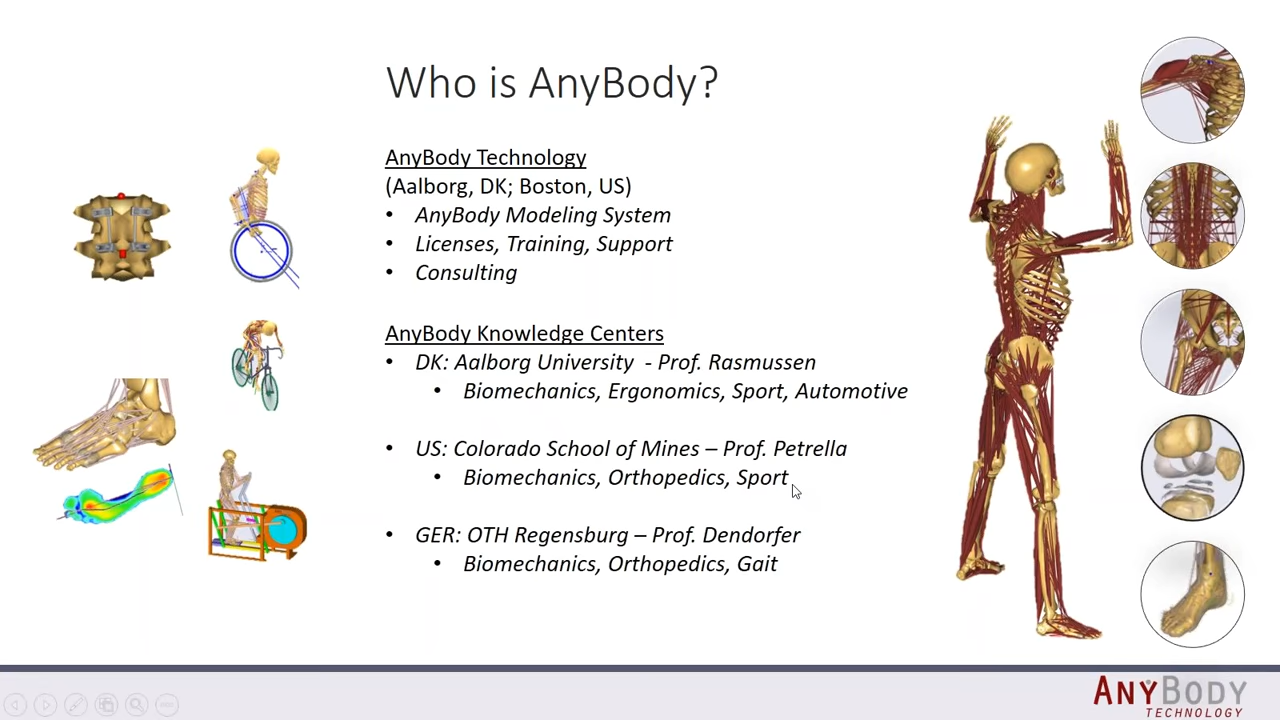 Who is AnyBody?
AnyBody Technology
(Aalborg, DK; Boston, US)
• AnyBody Modeling System
• Licenses, Training, Support
• Consulting
AnyBody Knowledge Centers
• DK: Aalborg University - Prof. Rasmussen
• Biomechanics, Ergonomics, Sport, Automotive
• US: Colorado School of Mines – Prof. Petrella
• Biomechanics, Orthopedics, Sport
• GER: OTH Regensburg – Prof. Dendorfer
• Biomechanics, Orthopedics, Gait
ANYBODY
TECHNOLOGY